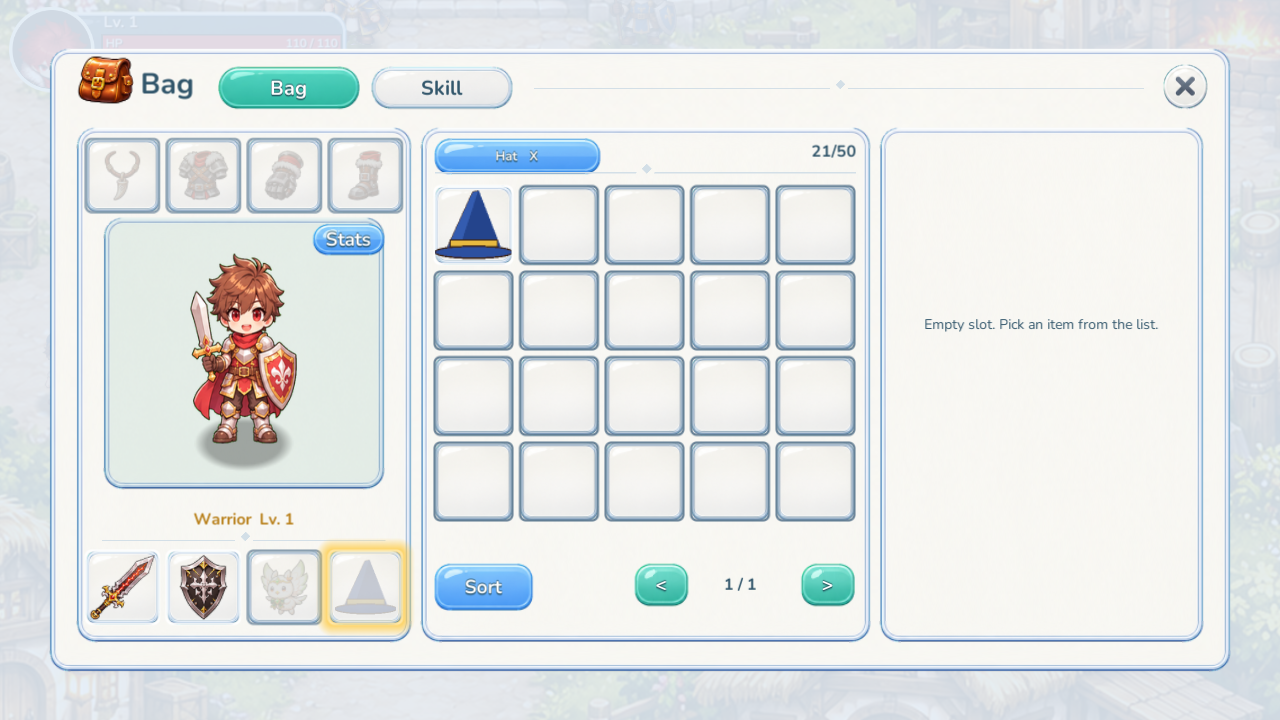 Lv. 1
HP 110 / 110
Bag
Bag
Skill
X
Hat X
21/50
Stats
Empty slot. Pick an item from the list.
Warrior Lv. 1
Sort
< 1 / 1 >